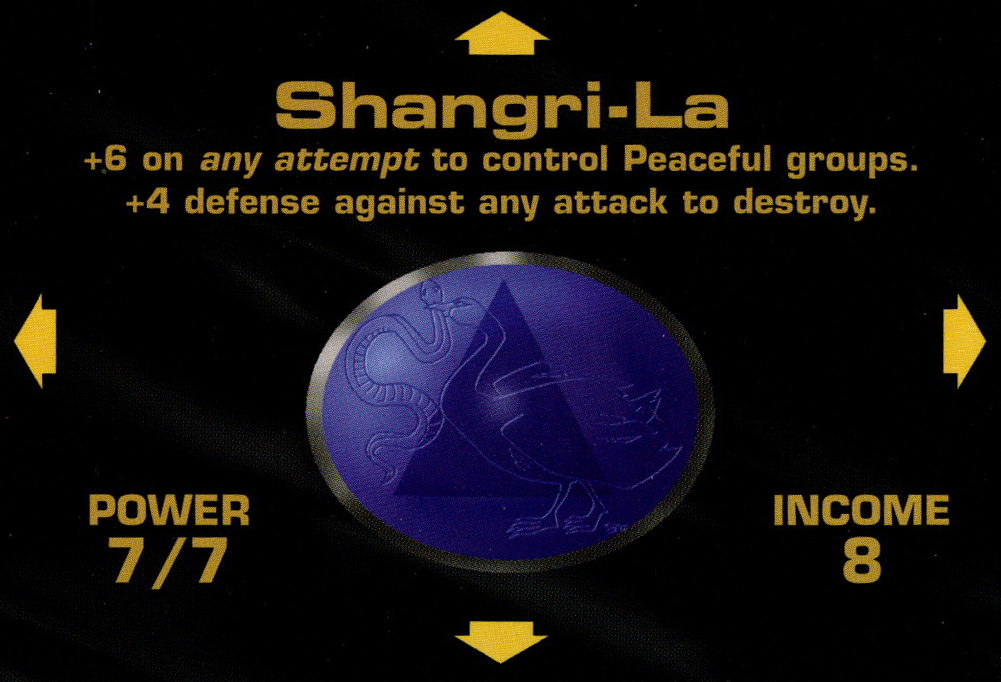 Shangri-La
+6 on any attempt to control Peaceful groups.
+4 defense against any attack to destroy.
POWER
7/7
INCOME
8